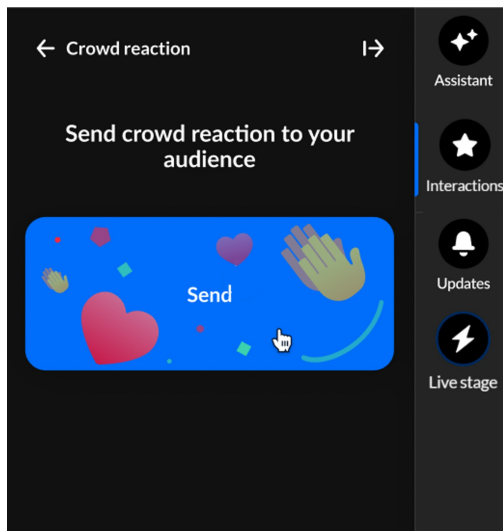 Crowd reaction
Send crowd reaction to your
audience
Send
Assistant
Interactions
Updates
Live stage